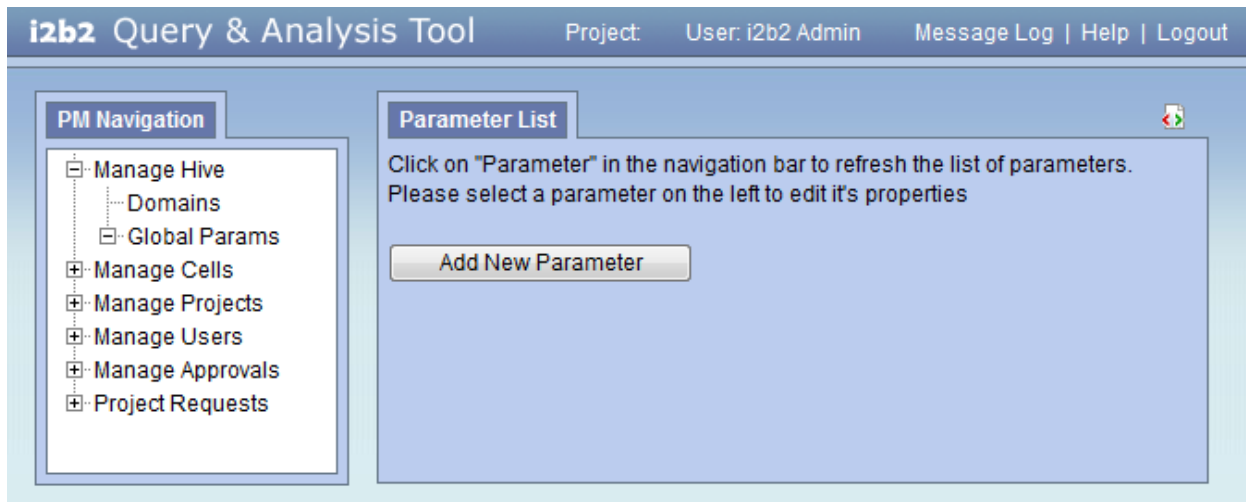 i2b2 Query & Analysis Tool Project: User: i2b2 Admin Message Log | Help | Logout
PM Navigation
Manage Hive
Domains
Global Params
Manage Cells
Manage Projects
Manage Users
Manage Approvals
Project Requests
Parameter List
Click on "Parameter" in the navigation bar to refresh the list of parameters.
Please select a parameter on the left to edit it's properties
Add New Parameter